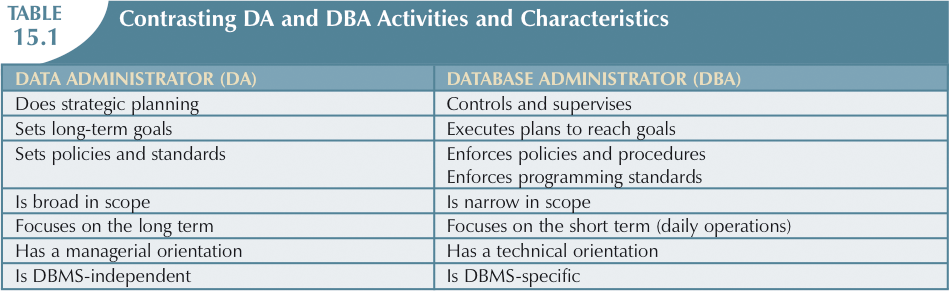 TABLE
15.1
Contrasting DA and DBA Activities and Characteristics
DATA ADMINISTRATOR (DA) DATABASE ADMINISTRATOR (DBA)
Does strategic planning Controls and supervises
Sets long-term goals Executes plans to reach goals
Sets policies and standards Enforces policies and procedures
Enforces programming standards
Is broad in scope Is narrow in scope
Focuses on the long term Focuses on the short term (daily operations)
Has a managerial orientation Has a technical orientation
Is DBMS-independent Is DBMS-specific